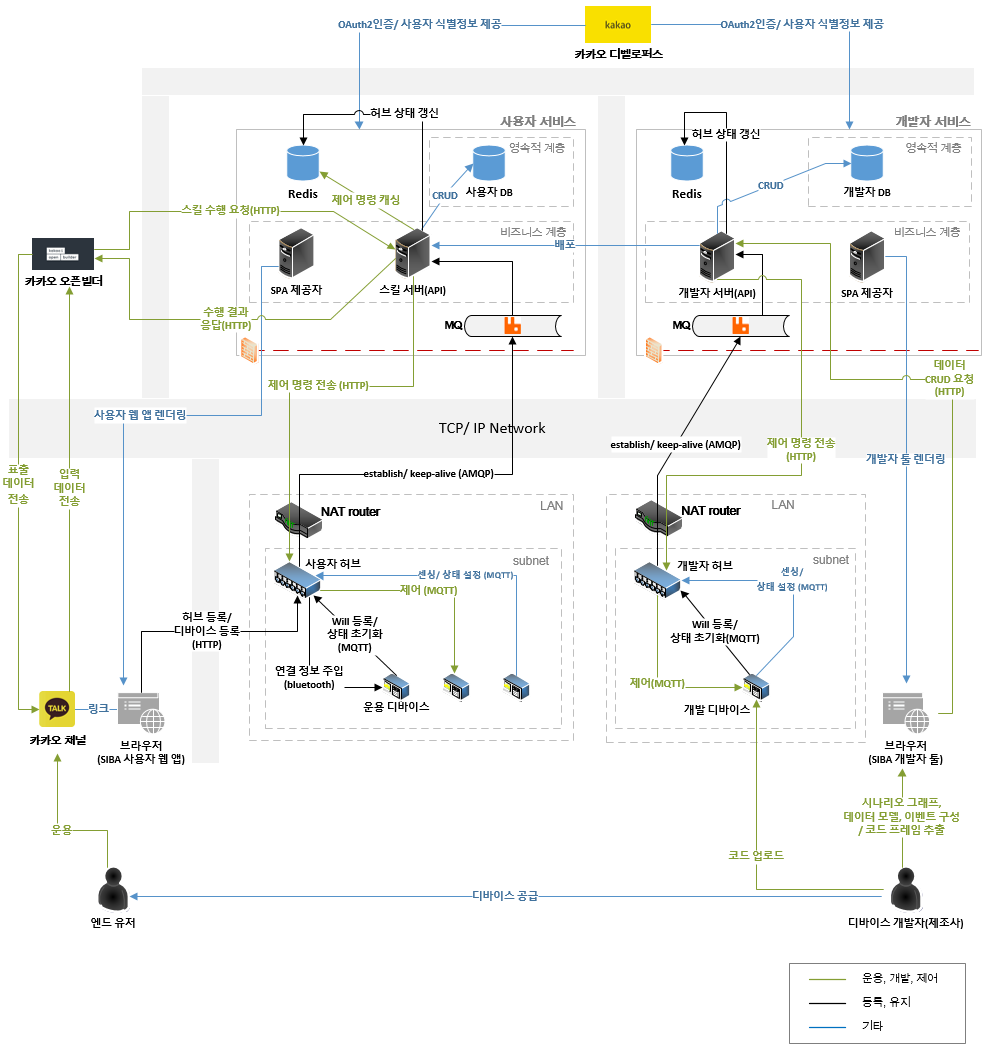 OAuth2인증/ 사용자 식별정보 제공
kakao
OAuth2인증/ 사용자 식별정보 제공
카카오 디벨로퍼스
허브 상태 갱신
사용자 서비스
영속적 계층
Redis
사용자 DB
CRUD
제어 명령 캐싱
스킬 수행 요청(HTTP)
비즈니스 계층
SPA 제공자
스킬 서버(API)
카카오 오픈빌더
kakao i
open builder
수행 결과
응답(HTTP)
MQ
배포
개발자 서비스
허브 상태 갱신
영속적 계층
Redis
개발자 DB
CRUD
비즈니스 계층
개발자 서버(API)
SPA 제공자
MQ
제어 명령 전송 (HTTP)
데이터
CRUD 요청
(HTTP)
사용자 웹 앱 렌더링
TCP/ IP Network
establish/ keep-alive (AMQP)
establish/ keep-alive (AMQP)
제어 명령 전송
(HTTP)
개발자 툴 렌더링
표출
데이터
전송
입력
데이터
전송
LAN
NAT router
subnet
사용자 허브
센싱/ 상태 설정 (MQTT)
제어 (MQTT)
허브 등록/
디바이스 등록
(HTTP)
Will 등록/
상태 초기화
(MQTT)
연결 정보 주입
(bluetooth)
운용 디바이스
LAN
NAT router
subnet
개발자 허브
센싱/
상태 설정 (MQTT)
Will 등록/
상태 초기화(MQTT)
제어(MQTT)
개발 디바이스
TALK
링크
카카오 채널
브라우저
(SIBA 사용자 웹 앱)
브라우저
(SIBA 개발자 툴)
시나리오 그래프,
데이터 모델, 이벤트 구성
/ 코드 프레임 추출
운용
코드 업로드
디바이스 공급
엔드 유저
디바이스 개발자(제조사)
운용, 개발, 제어
등록, 유지
기타